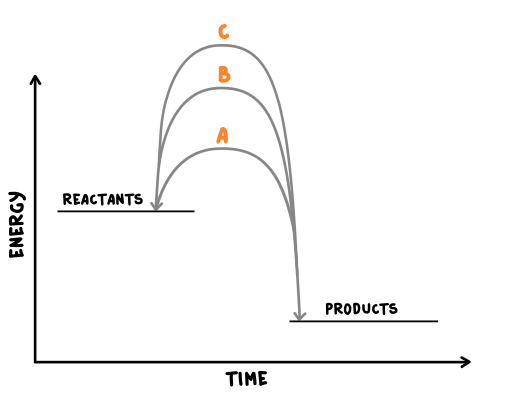 C
B
A
REACTANTS
ENERGY
PRODUCTS
TIME